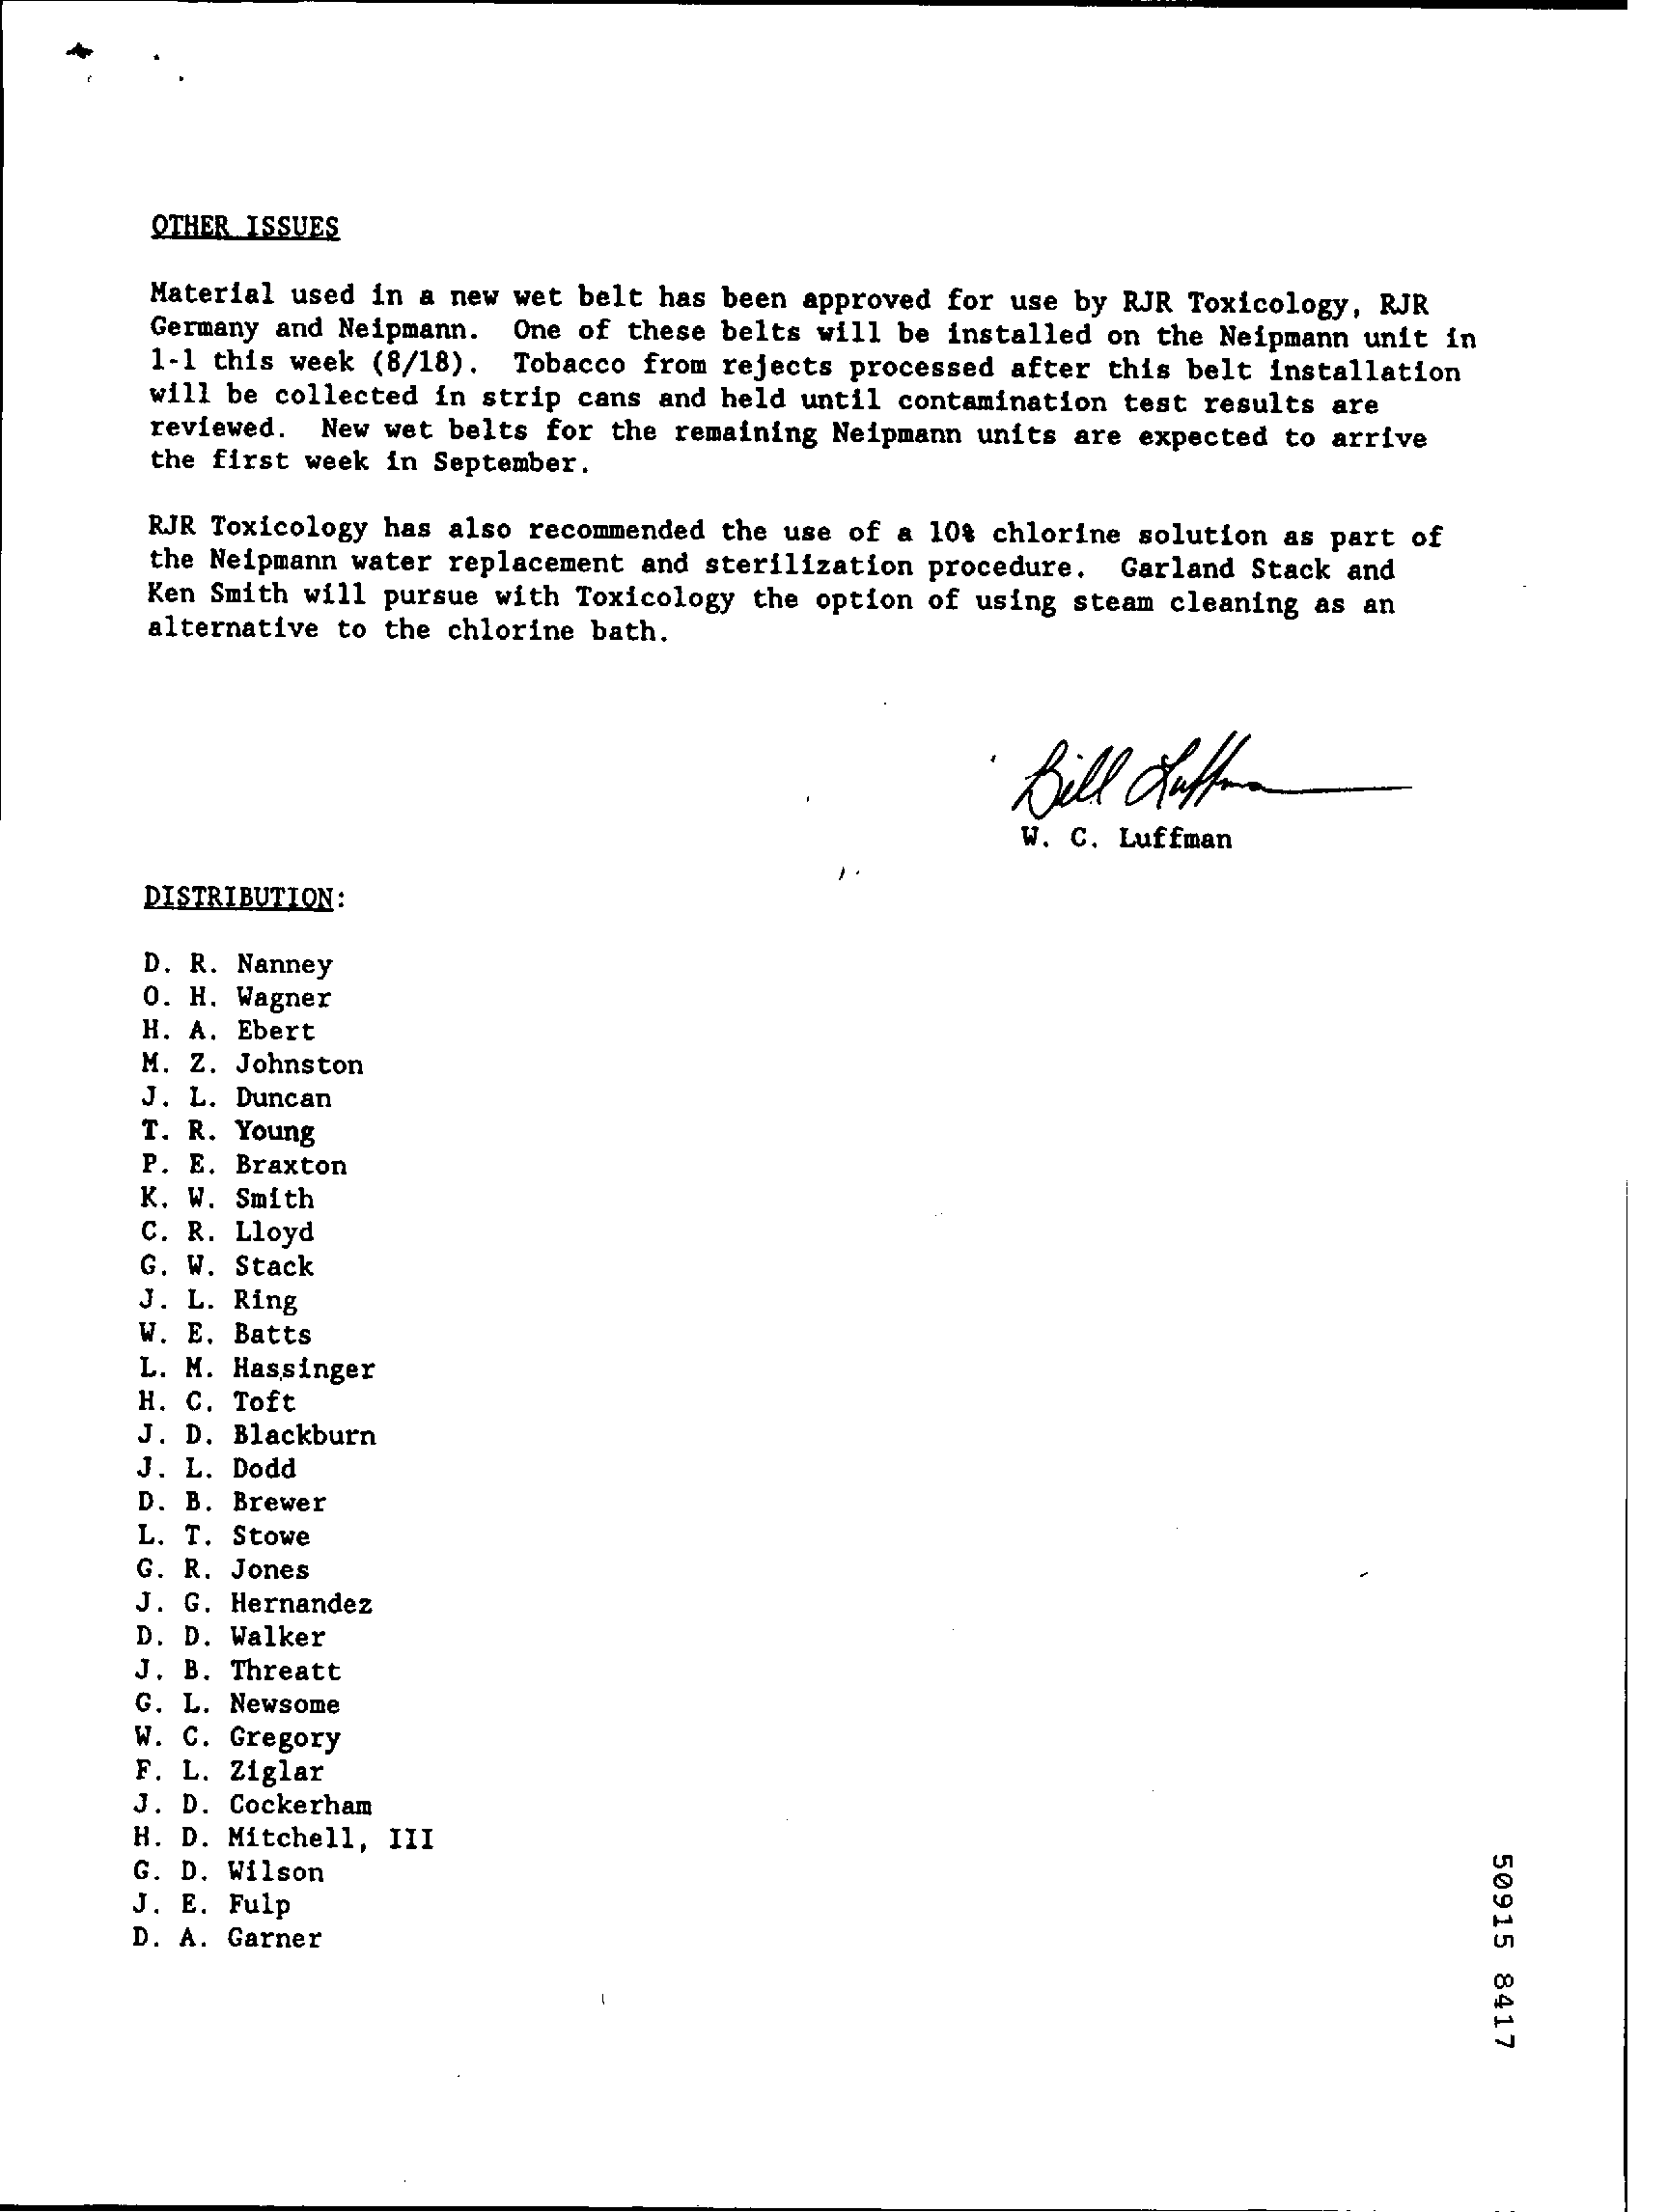 OTHER ISSUES
Material used in a new wet belt has been approved for use by RJR Toxicology, RJR
Germany and Neipmann. One of these belts will be installed on the Neipmann unit in
1-1 this week (8/18). Tobacco from rejects processed after this belt installation
will be collected in strip cans and held until contamination test results are
reviewed. New wet belts for the remaining Neipmann units are expected to arrive
the first week in September.
RJR Toxicology has also recommended the use of a 10% chlorine solution as part of
the Neipmann water replacement and sterilization procedure. Garland Stack and
Ken Smith will pursue with Toxicology the option of using steam cleaning as an
alternative to the chlorine bath.
Bill Luffman
W. C. Luffman
DISTRIBUTION:
D. R. Nanney
O. H. Wagner
H. A. Ebert
M. Z. Johnston
J. L. Duncan
T. R. Young
P. E. Braxton
K. W. Smith
C. R. Lloyd
G. W. Stack
J. L. Ring
W. E. Batts
L. M. Hassinger
H. C. Toft
J. D. Blackburn
J. L. Dodd
D. B. Brewer
L. T. Stowe
G. R. Jones
J. G. Hernandez
D. D. Walker
J. B. Threatt
G. L. Newsome
W. C. Gregory
F. L. Ziglar
J. D. Cockerham
H. D. Mitchell, III
G. D. Wilson
J. E. Fulp
D. A. Garner
50915 8417